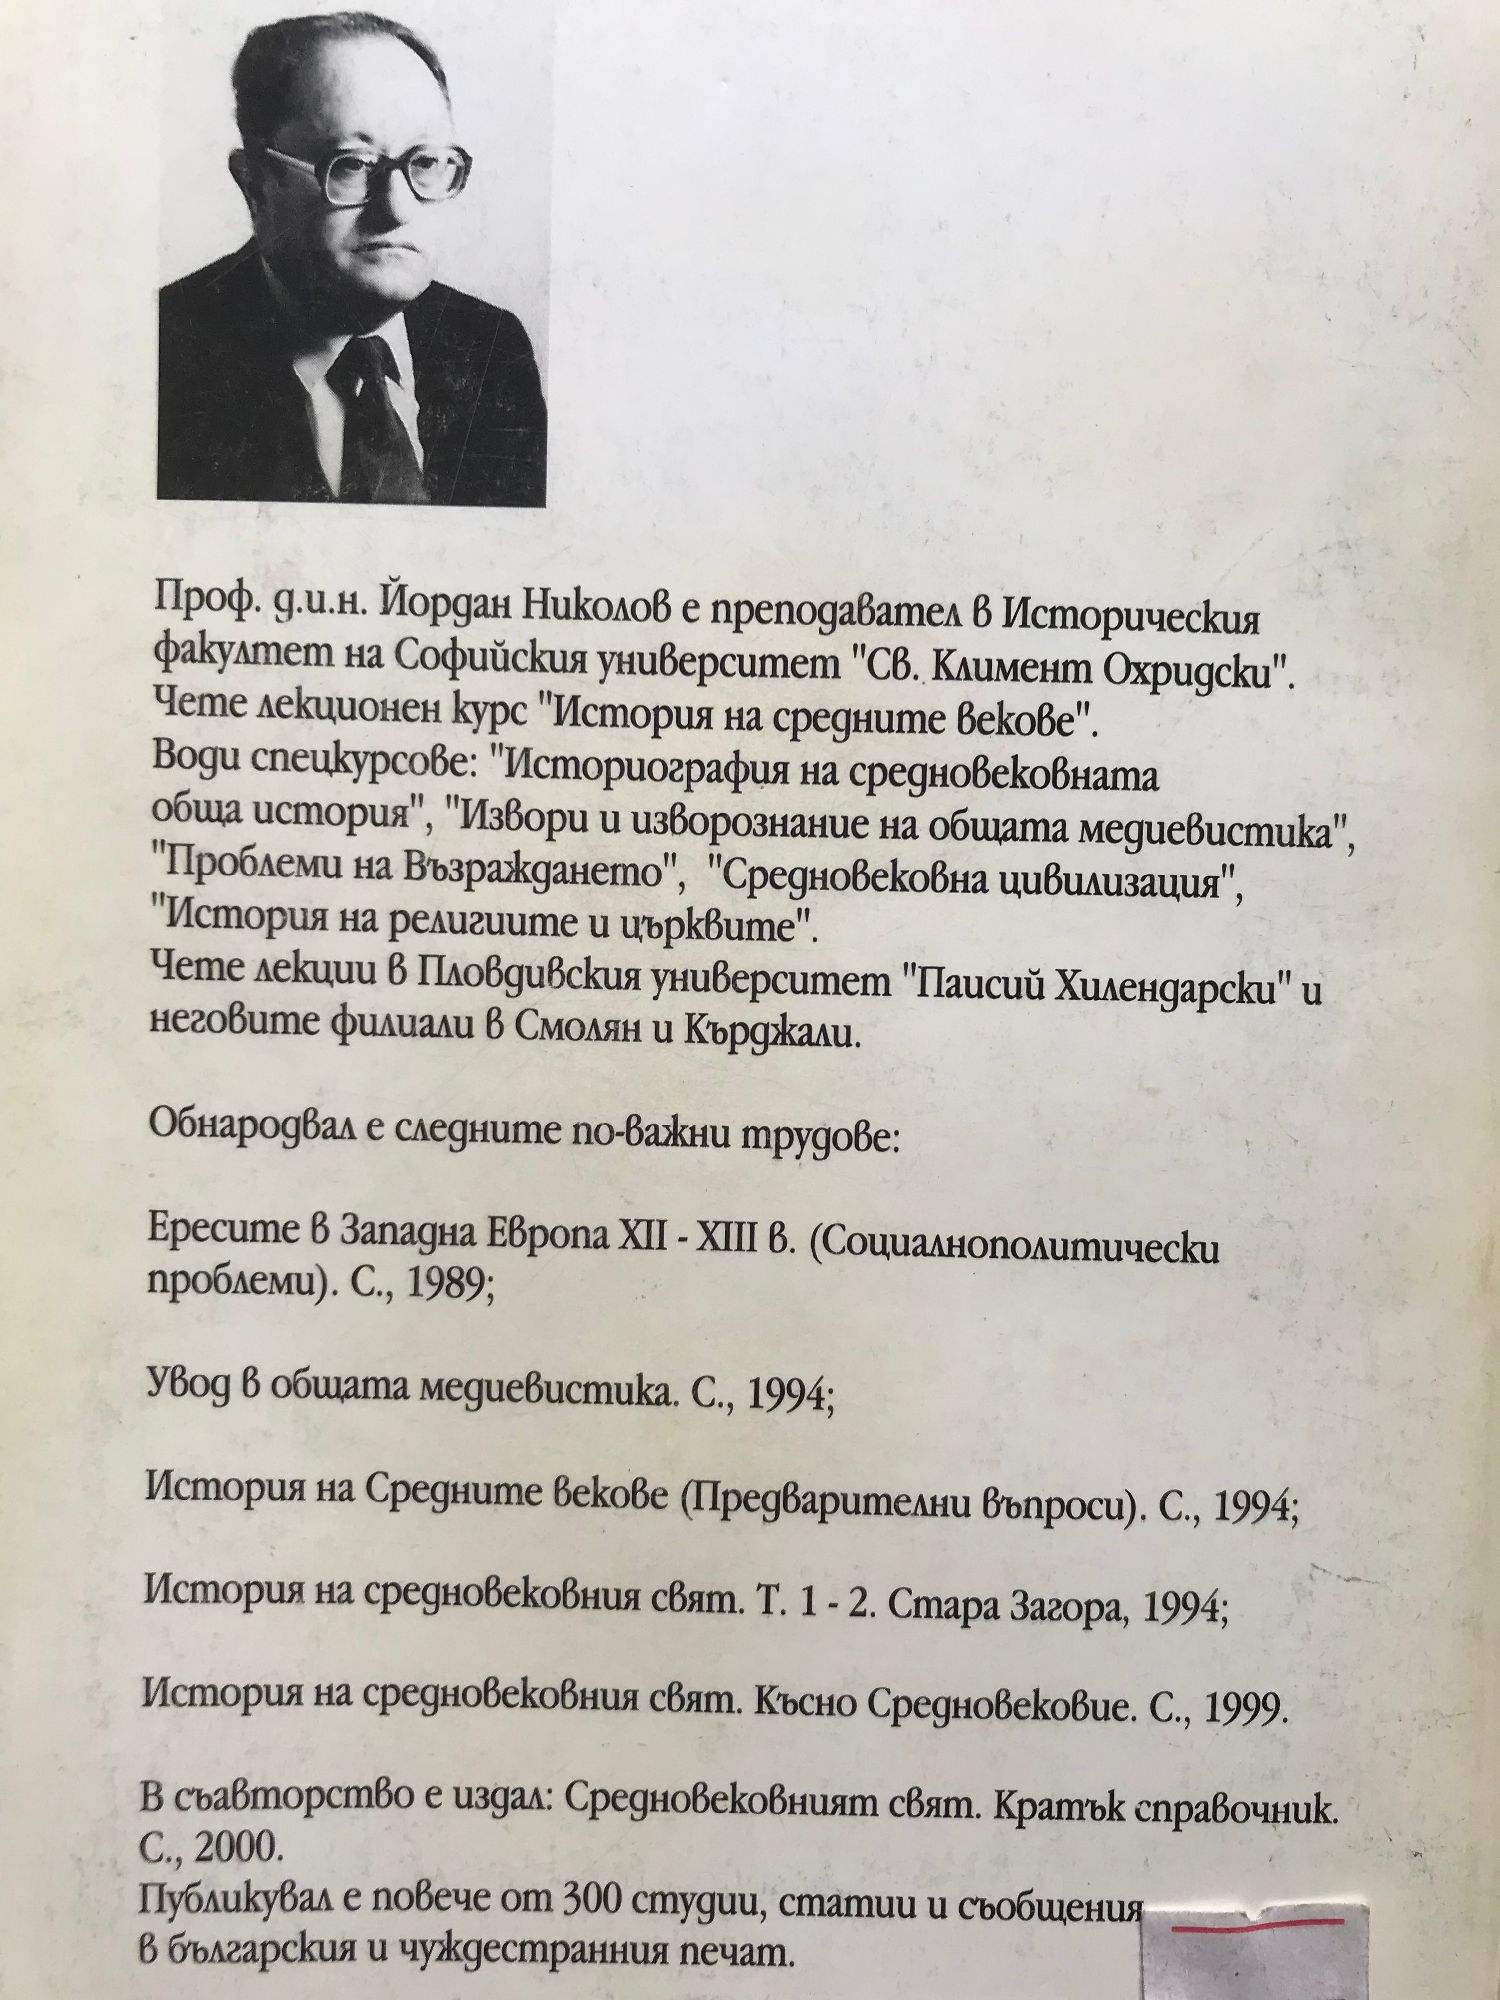 Проф. д.и.н. Йордан Николов е преподавател в Историческия
факултет на Софийския университет "Св. Климент Охридски".
Чете лекционен курс "История на средните векове".
Води спецкурсове: "Историография на средновековната
обща история", "Извори и изворознание на общата медиевистика",
"Проблеми на Възраждането", "Средновековна цивилизация",
"История на религиите и църквите".
Чете лекции в Пловдивския университет "Паисий Хилендарски" и
неговите филиали в Смолян и Кърджали.
Обнародвал е следните по-важни трудове:
Ересите в Западна Европа XII - XIII в. (Социалнополитически
проблеми). С., 1989;
Увод в общата медиевистика. С., 1994;
История на Средните векове (Предварителни въпроси). С., 1994;
История на средновековния свят. Т. 1 - 2. Стара Загора, 1994;
История на средновековния свят. Късно Средновековие. С., 1999.
В съавторство е издал: Средновековният свят. Кратък справочник.
С., 2000.
Публикувал е повече от 300 студии, статии и съобщения
в българския и чуждестранния печат.